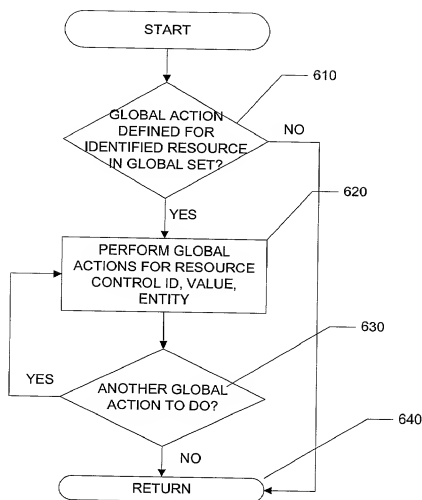 START
610
GLOBAL ACTION
DEFINED FOR
IDENTIFIED RESOURCE
IN GLOBAL SET?
NO
YES
620
PERFORM GLOBAL
ACTIONS FOR RESOURCE
CONTROL ID, VALUE,
ENTITY
630
YES
ANOTHER GLOBAL
ACTION TO DO?
NO
640
RETURN